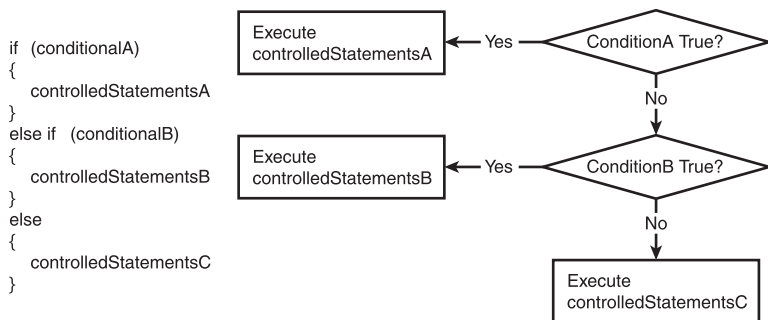 if (conditionalA)
{
controlledStatementsA
}
else if (conditionalB)
{
controlledStatementsB
}
else
{
controlledStatementsC
}
Execute
controlledStatementsA
Yes
ConditionA True?
No
Execute
controlledStatementsB
Yes
ConditionB True?
No
Execute
controlledStatementsC